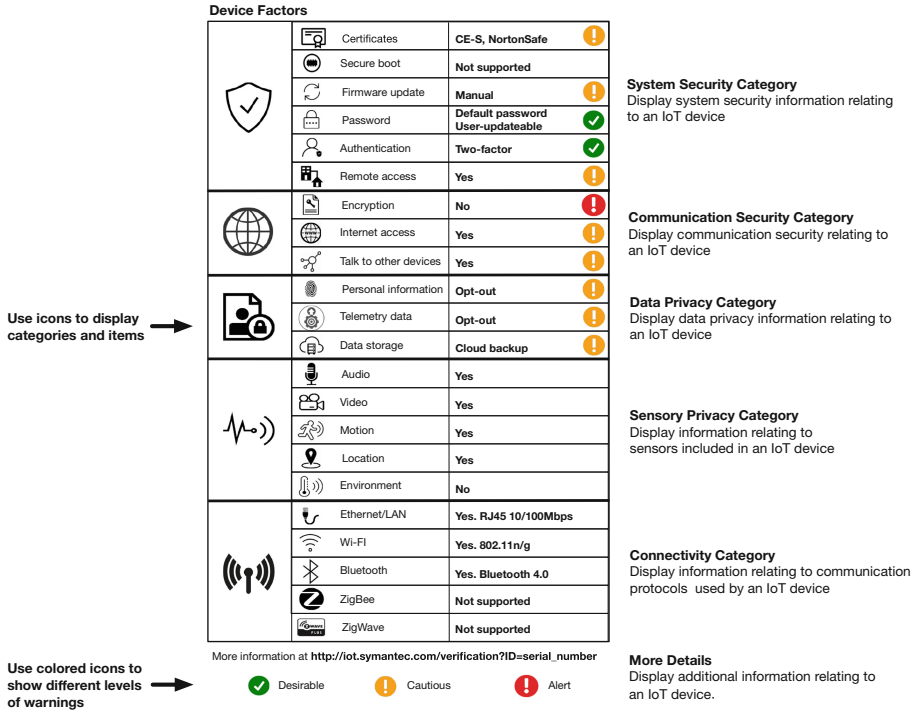 Device Factors
Certificates CE-S, NortonSafe
Secure boot Not supported
Firmware update Manual
Password Default password
User-updateable
Authentication Two-factor
Remote access Yes
System Security Category
Display system security information relating
to an IoT device
Encryption No
Internet access Yes
Talk to other devices Yes
Communication Security Category
Display communication security relating to
an IoT device
Use icons to display
categories and items
Personal information Opt-out
Telemetry data Opt-out
Data storage Cloud backup
Data Privacy Category
Display data privacy information relating to
an IoT device
Audio Yes
Video Yes
Motion Yes
Location Yes
Environment No
Sensory Privacy Category
Display information relating to
sensors included in an IoT device
Ethernet/LAN Yes. RJ45 10/100Mbps
Wi-FI Yes. 802.11n/g
Bluetooth Yes. Bluetooth 4.0
ZigBee Not supported
ZigWave Not supported
Connectivity Category
Display information relating to communication
protocols used by an IoT device
More information at http://iot.symantec.com/verification?ID=serial_number
Use colored icons to
show different levels
of warnings
Desirable Cautious Alert
More Details
Display additional information relating to
an IoT device.